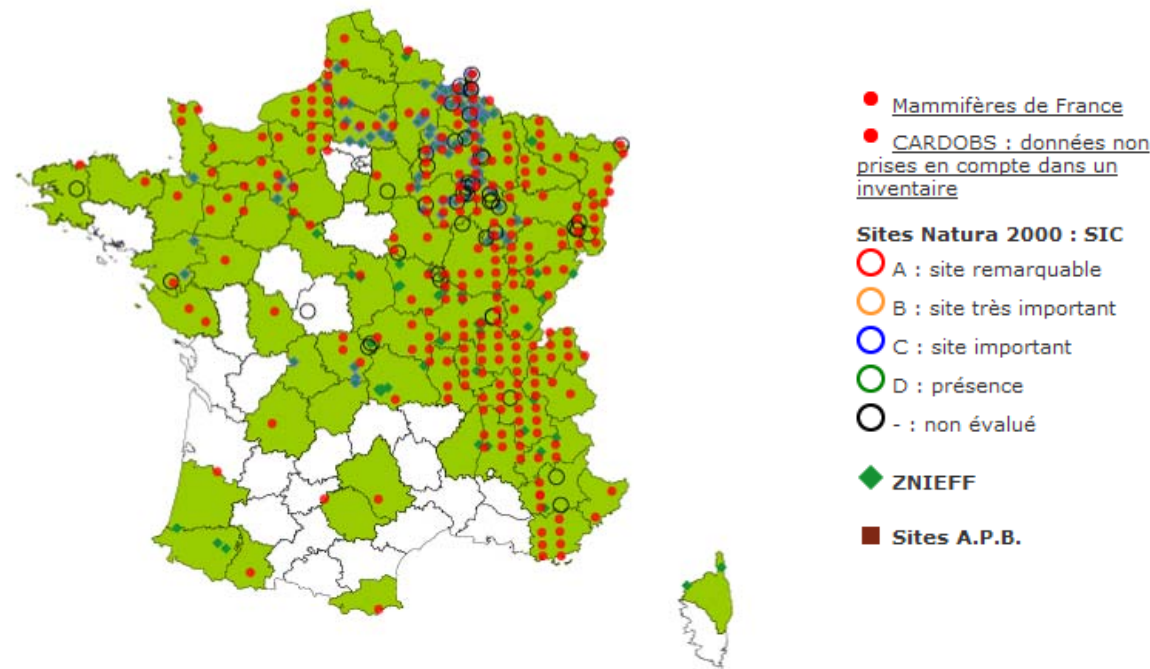 Mammifères de France
CARDOBS : données non
prises en compte dans un
inventaire
Sites Natura 2000 : SIC
A : site remarquable
B : site très important
C : site important
D : présence
- : non évalué
ZNIEFF
Sites A.P.B.